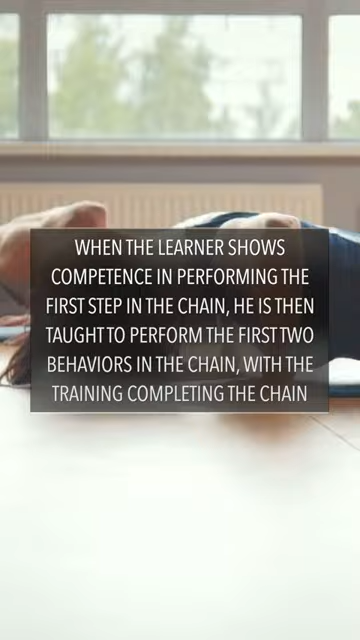 WHEN THE LEARNER SHOWS
COMPETENCE IN PERFORMING THE
FIRST STEP IN THE CHAIN, HE IS THEN
TAUGHT TO PERFORM THE FIRST TWO
BEHAVIORS IN THE CHAIN, WITH THE
TRAINING COMPLETING THE CHAIN